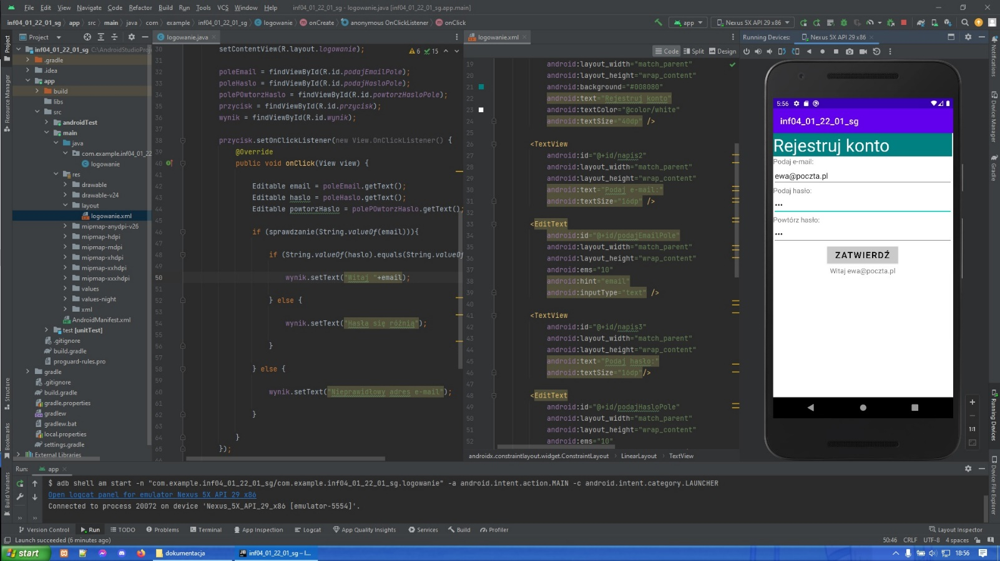 File Edit View Navigate Code Refactor Build Run Tools VCS Window Help inf04_01_22_01_sg - logowanie.java [inf04_01_22_01_sg.app.main]
inf04_01_22_01_sg app src main java com example inf04_01_22_01_sg logowanie onCreate anonymous OnClickListener onClick app Nexus 5X API 29 x86
Project
Project
inf04_01_22_01_sg C:\AndroidStudioProj
.gradle
.idea
app
build
libs
src
androidTest
main
java
com.example.inf04_01_22
logowanie
res
drawable
drawable-v24
layout
logowanie.xml
mipmap-anydpi-v26
mipmap-hdpi
mipmap-mdpi
mipmap-xhdpi
mipmap-xxhdpi
mipmap-xxxhdpi
values
values-night
xml
AndroidManifest.xml
test [unitTest]
.gitignore
build.gradle
proguard-rules.pro
gradle
.gitignore
build.gradle
gradle.properties
gradlew
gradlew.bat
local.properties
settings.gradle
External Libraries
Resource Manager
Structure
Bookmarks
Build Variants
logowanie.java
6 15
30 setContentView(R.layout.logowanie);
31
32 poleEmail = findViewById(R.id.podajEmailPole);
33 poleHaslo = findViewById(R.id.podajHasloPole);
34 polePOwtorzHaslo = findViewById(R.id.powtorzHasloPole);
35 przycisk = findViewById(R.id.przycisk);
36 wynik = findViewById(R.id.wynik);
37
38 przycisk.setOnClickListener(new View.OnClickListener() {
39 @Override
40 public void onClick(View view) {
41
42 Editable email = poleEmail.getText();
43 Editable haslo = poleHaslo.getText();
44 Editable powtorzHaslo = polePOwtorzHaslo.getText();
45
46 if (sprawdzanie(String.valueOf(email))){
47
48 if (String.valueOf(haslo).equals(String.valueOf
49
50 wynik.setText("Witaj "+email);
51
52 } else {
53
54 wynik.setText("Hasła się różnią");
55
56 }
57
58 } else {
59
60 wynik.setText("Nieprawidłowy adres e-mail");
61
62 }
63
64 }
65 });
logowanie.xml
Code Split Design
19 android:layout_width="match_parent"
20 android:layout_height="wrap_content"
21 android:background="#008080"
22 android:text="Rejestruj konto"
23 android:textColor="@color/white"
24 android:textSize="40dp" />
25
26 <TextView
27 android:id="@+id/napis2"
28 android:layout_width="match_parent"
29 android:layout_height="wrap_content"
30 android:text="Podaj e-mail:"
31 android:textSize="16dp" />
32
33 <EditText
34 android:id="@+id/podajEmailPole"
35 android:layout_width="match_parent"
36 android:layout_height="wrap_content"
37 android:ems="10"
38 android:hint="email"
39 android:inputType="text" />
40
41 <TextView
42 android:id="@+id/napis3"
43 android:layout_width="match_parent"
44 android:layout_height="wrap_content"
45 android:text="Podaj hasło:"
46 android:textSize="16dp"/>
47
48 <EditText
49 android:id="@+id/podajHasloPole"
50 android:layout_width="match_parent"
51 android:layout_height="wrap_content"
52 android:ems="10"
androidx.constraintlayout.widget.ConstraintLayout LinearLayout TextView
Running Devices: Nexus 5X API 29 x86
5:56
inf04_01_22_01_sg
Rejestruj konto
Podaj e-mail:
ewa@poczta.pl
Podaj hasło:
•••
Powtórz hasło:
•••
ZATWIERDŹ
Witaj ewa@poczta.pl
1:1
Notifications
Device Manager
Gradle
Running Devices
Device File Explorer
Run: app
$ adb shell am start -n "com.example.inf04_01_22_01_sg/com.example.inf04_01_22_01_sg.logowanie" -a android.intent.action.MAIN -c android.intent.category.LAUNCHER
Open logcat panel for emulator Nexus 5X API 29 x86
Connected to process 20072 on device 'Nexus_5X_API_29_x86 [emulator-5554]'.
Version Control Run TODO Problems Terminal App Inspection Logcat App Quality Insights Services Build Profiler Layout Inspector
Launch succeeded (6 minutes ago) 50:46 CRLF UTF-8 4 spaces
start dokumentacja inf04_01_22_01_sg – l... 18:56